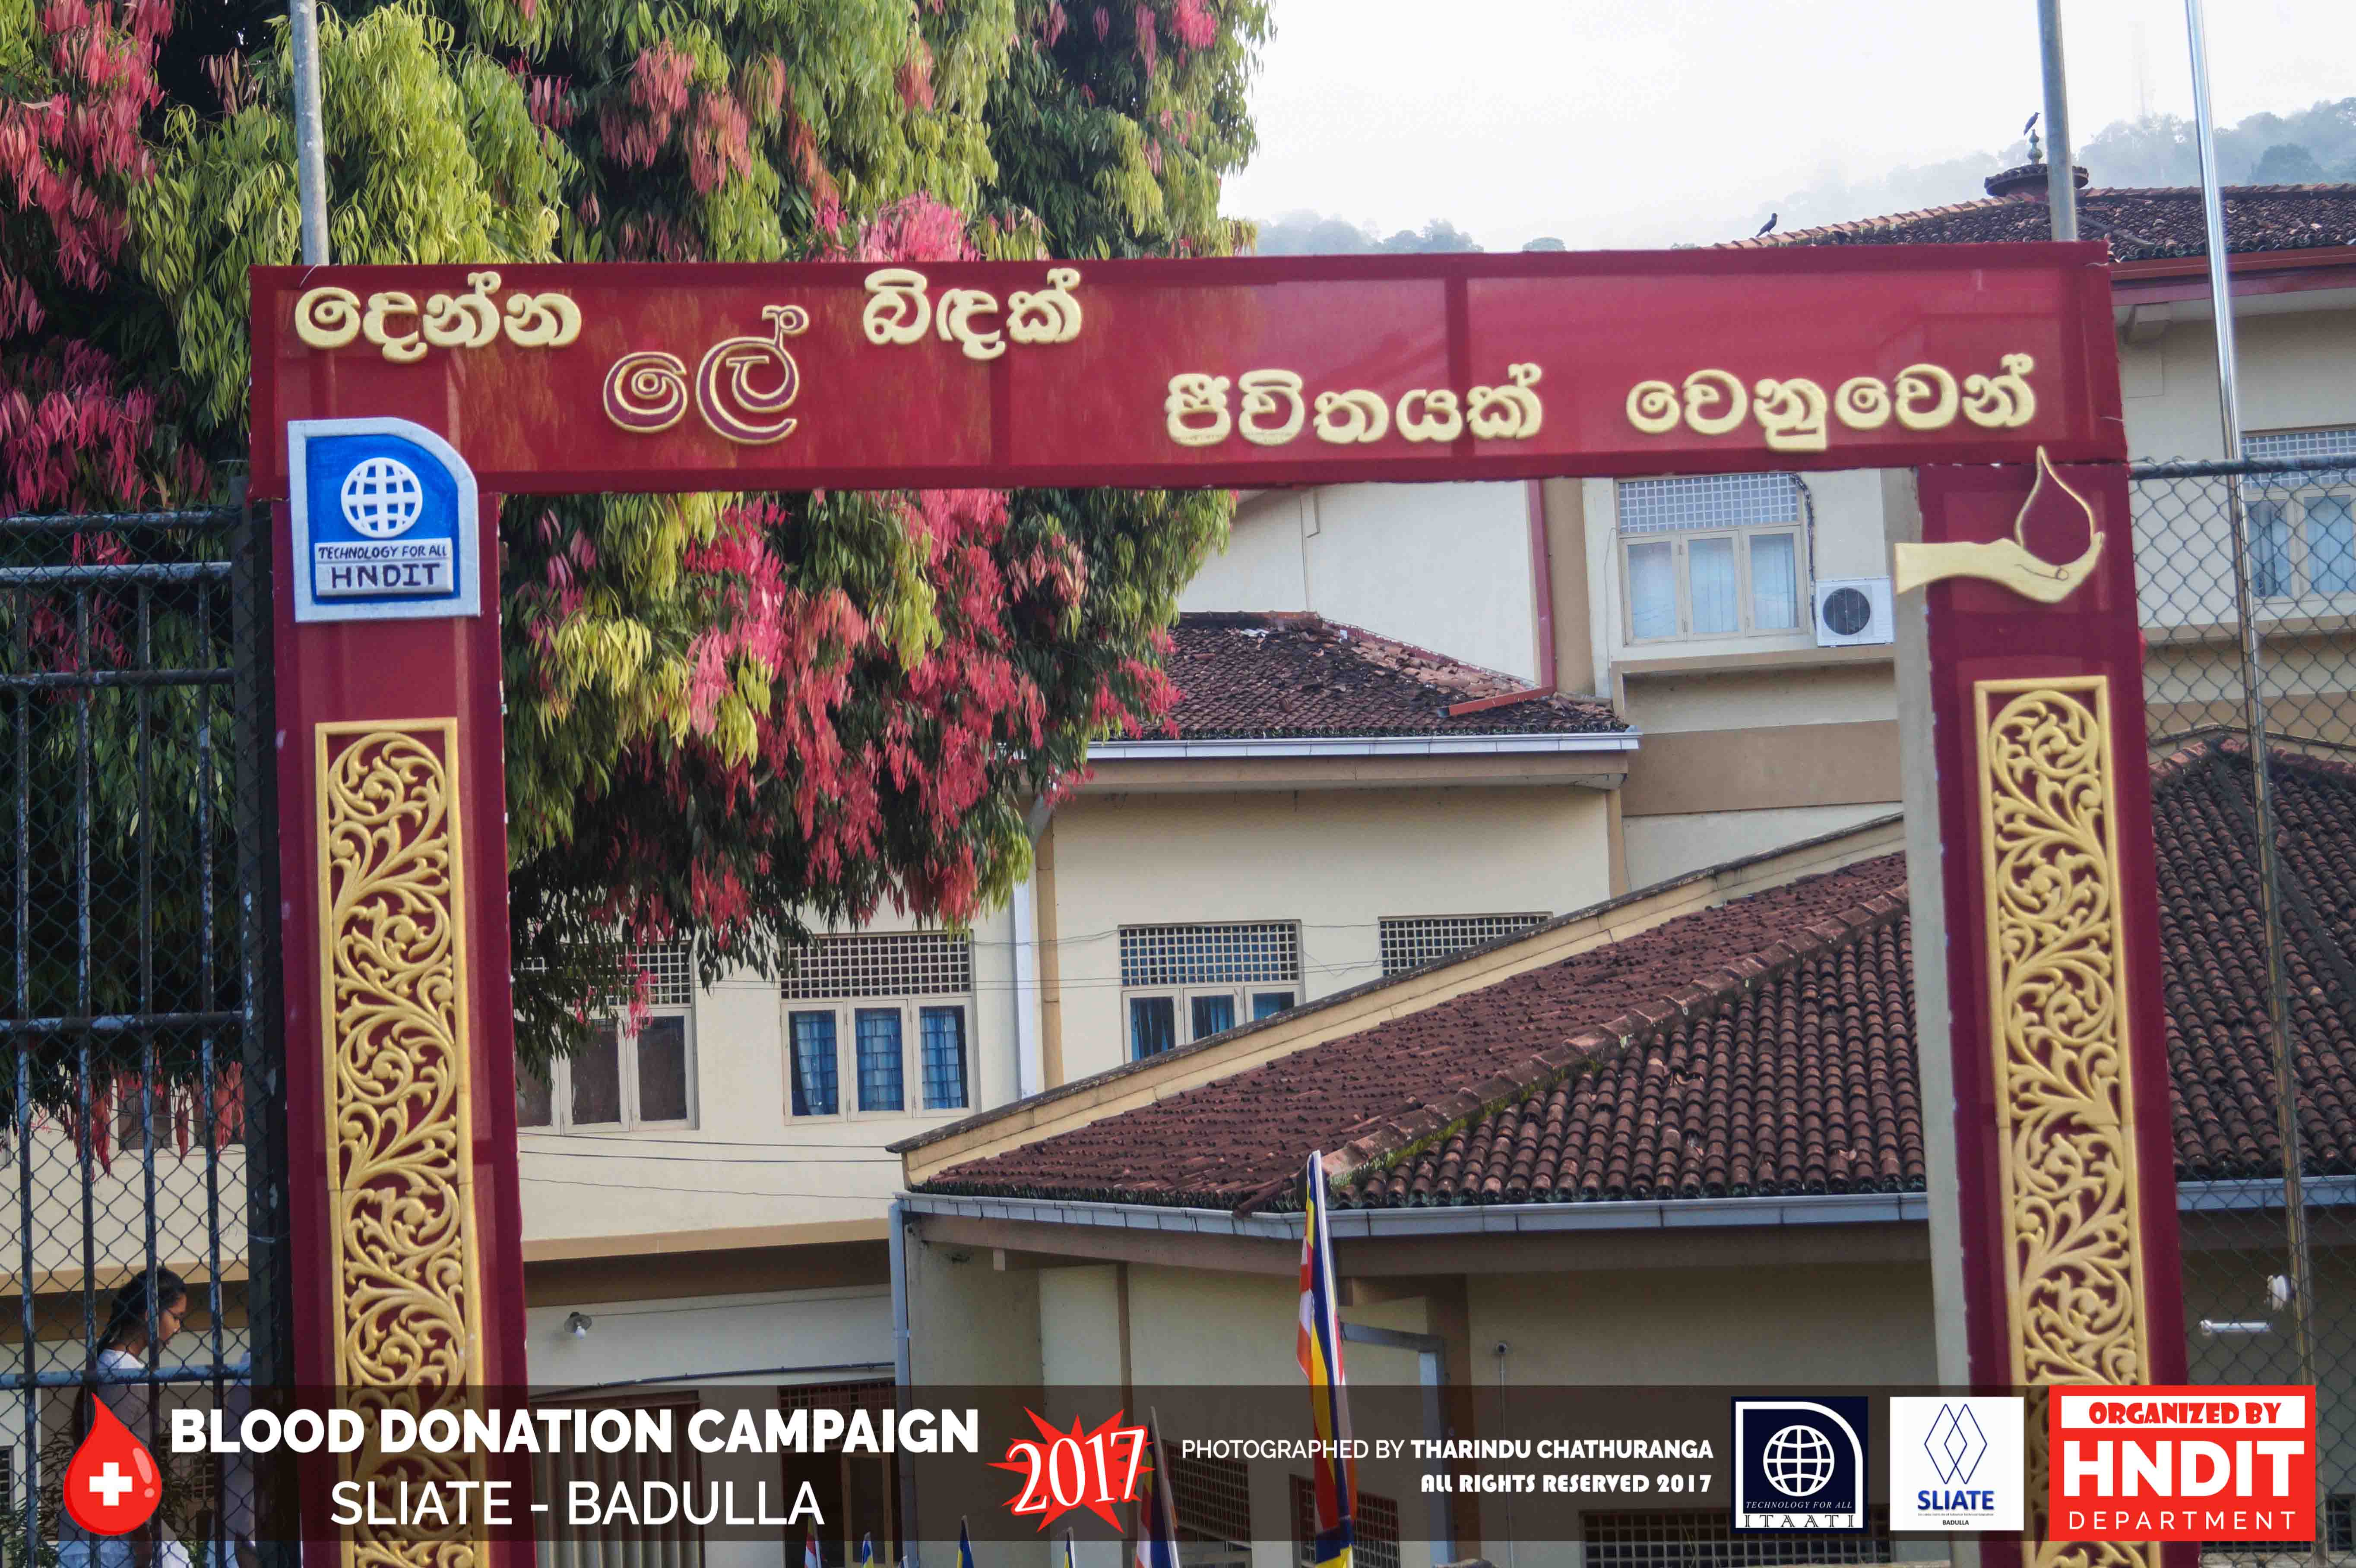 දෙන්න ලේ බිඳක්
ජීවිතයක් වෙනුවෙන්
TECHNOLOGY FOR ALL
HNDIT
BLOOD DONATION CAMPAIGN
SLIATE - BADULLA
2017
PHOTOGRAPHED BY THARINDU CHATHURANGA
ALL RIGHTS RESERVED 2017
TECHNOLOGY FOR ALL
ITAATI
SLIATE
BADULLA
ORGANIZED BY
HNDIT
DEPARTMENT